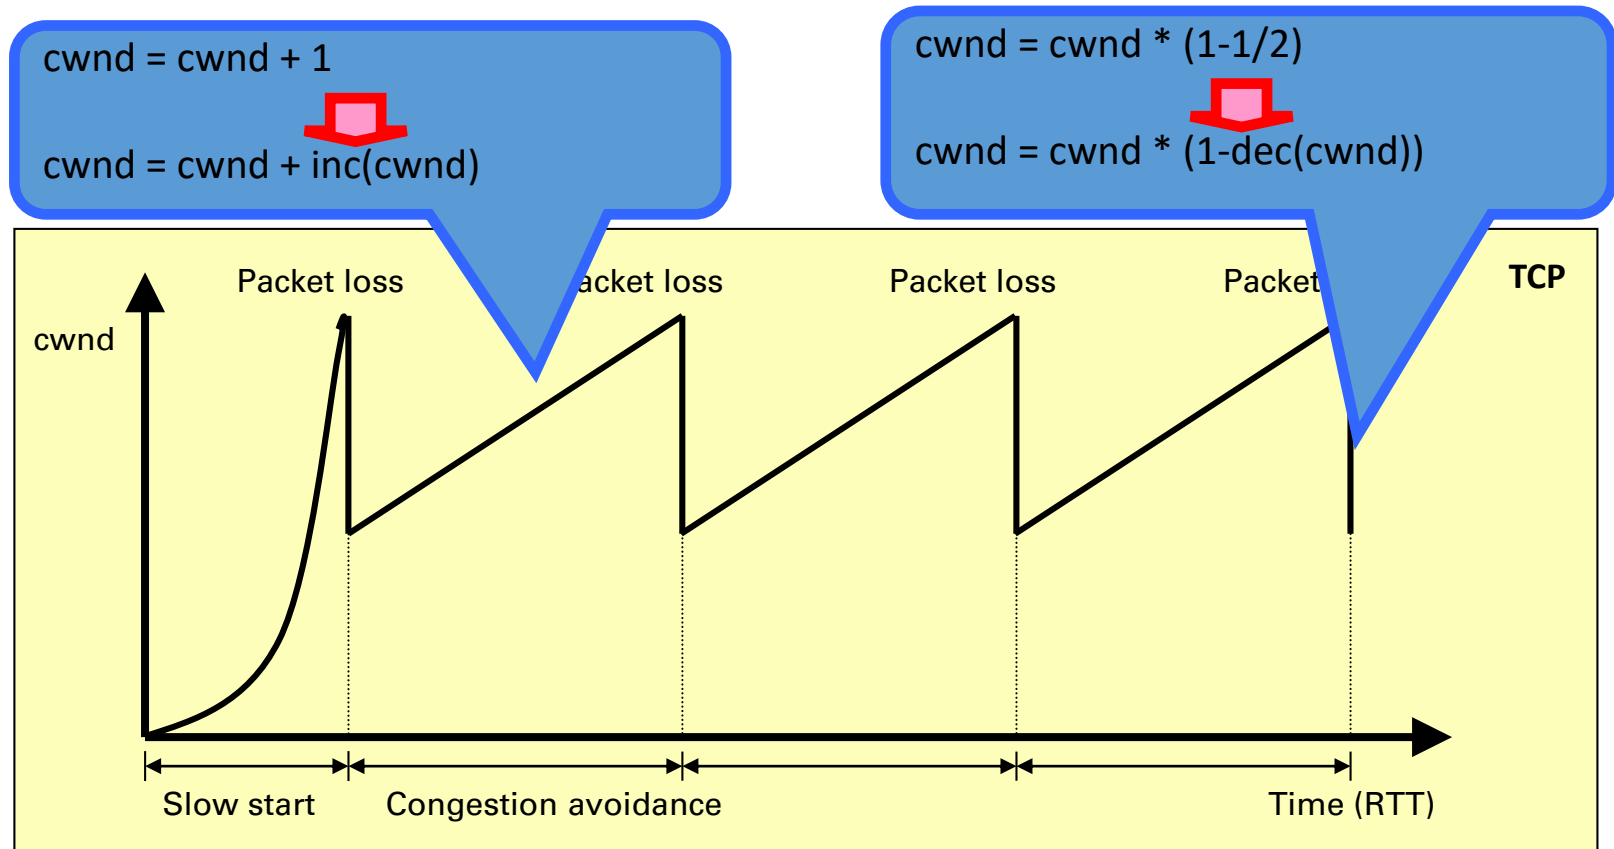 cwnd = cwnd + 1
cwnd = cwnd + inc(cwnd)
cwnd = cwnd * (1-1/2)
cwnd = cwnd * (1-dec(cwnd))
Packet loss
acket loss
Packet loss
Packet
TCP
cwnd
Slow start
Congestion avoidance
Time (RTT)